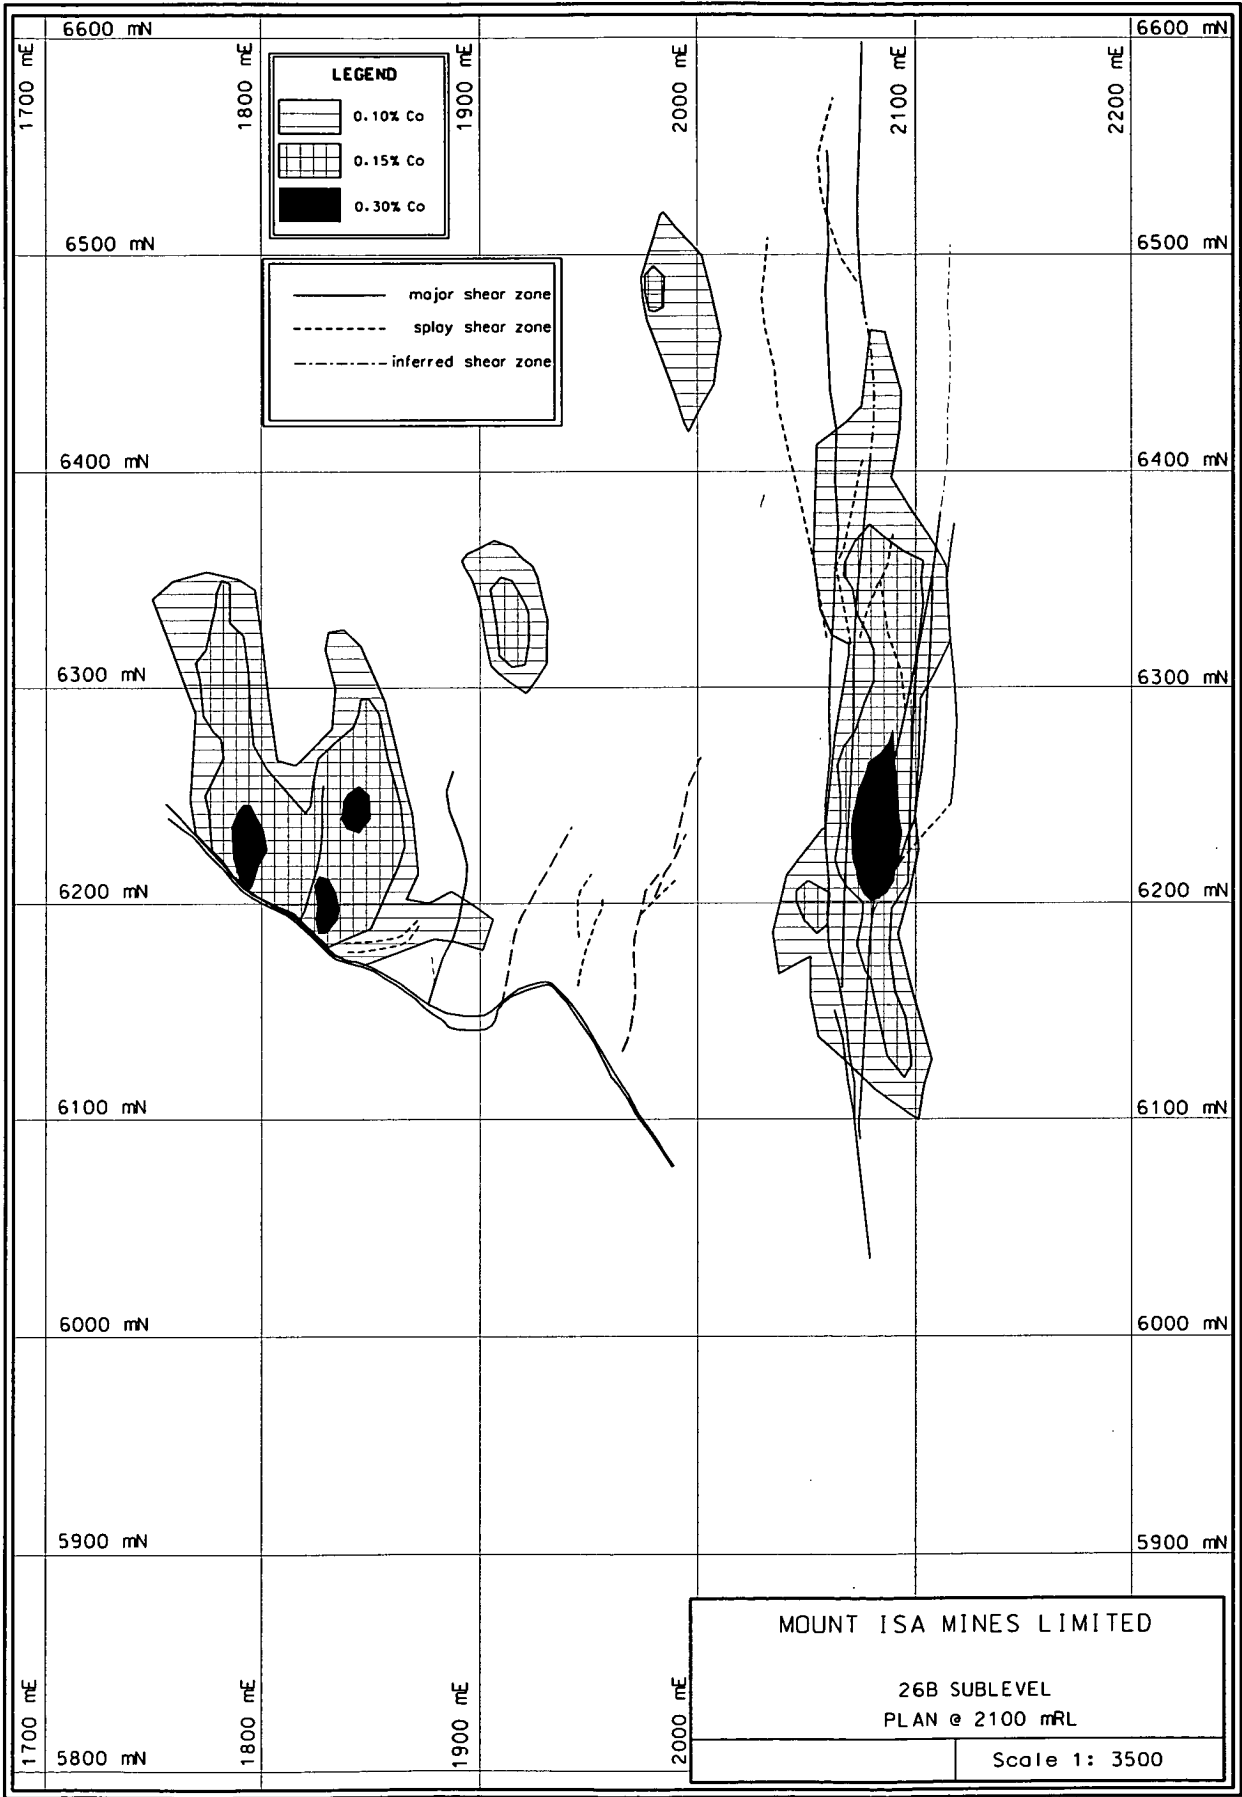 6600 mN
6600 mN
1700 mE
1800 mE
1900 mE
2000 mE
2100 mE
2200 mE
LEGEND
0.10% Co
0.15% Co
0.30% Co
6500 mN
6500 mN
major shear zone
splay shear zone
inferred shear zone
6400 mN
6400 mN
6300 mN
6300 mN
6200 mN
6200 mN
6100 mN
6100 mN
6000 mN
6000 mN
5900 mN
5900 mN
MOUNT ISA MINES LIMITED
26B SUBLEVEL
PLAN @ 2100 mRL
Scale 1: 3500
1700 mE
1800 mE
1900 mE
2000 mE
5800 mN